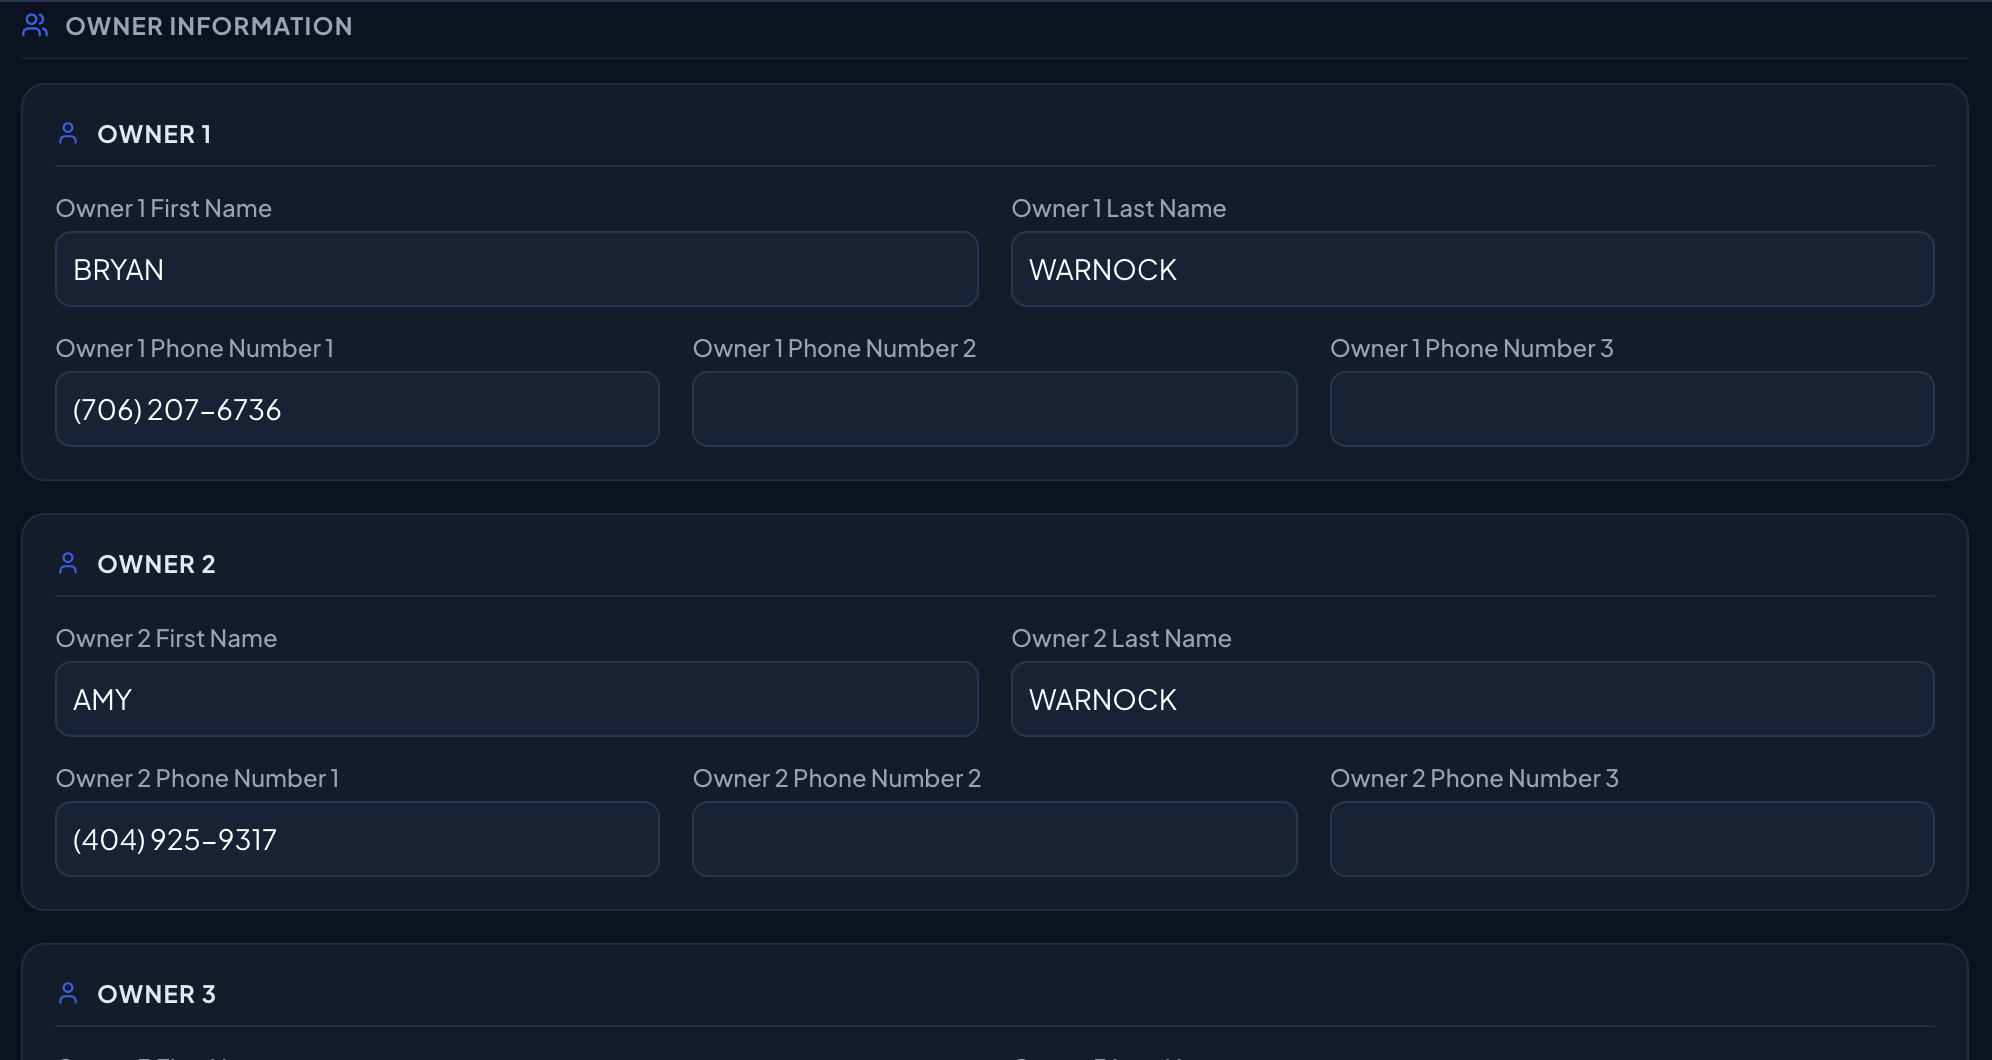 OWNER INFORMATION
OWNER 1
Owner 1 First Name
Owner 1 Last Name
BRYAN
WARNOCK
Owner 1 Phone Number 1
Owner 1 Phone Number 2
Owner 1 Phone Number 3
(706) 207-6736
OWNER 2
Owner 2 First Name
Owner 2 Last Name
AMY
WARNOCK
Owner 2 Phone Number 1
Owner 2 Phone Number 2
Owner 2 Phone Number 3
(404) 925-9317
OWNER 3